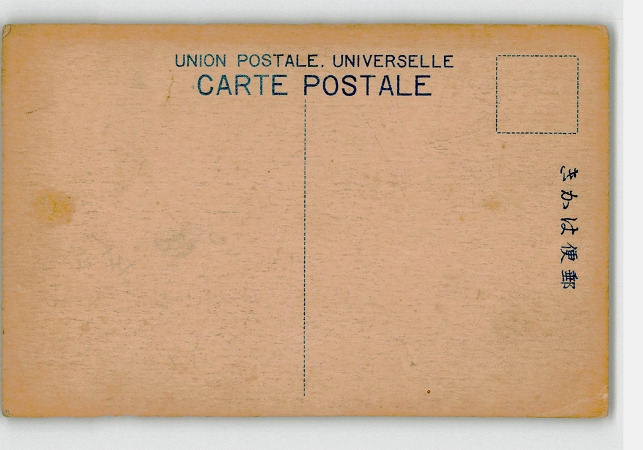 UNION POSTALE. UNIVERSELLE
CARTE POSTALE
きかは便郵